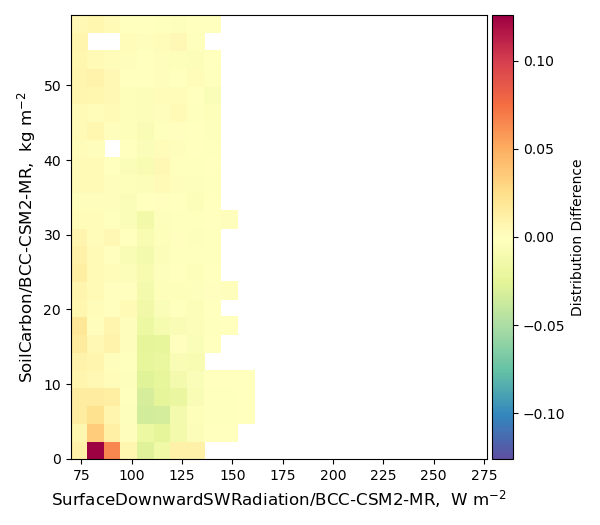 SoilCarbon/BCC-CSM2-MR, kg m⁻²
50
40
30
20
10
0
75 100 125 150 175 200 225 250 275
SurfaceDownwardSWRadiation/BCC-CSM2-MR, W m⁻²
0.10
0.05
0.00
−0.05
−0.10
Distribution Difference